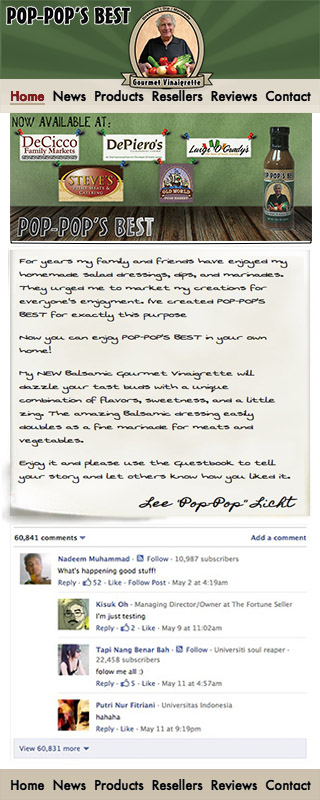 POP-POP'S BEST
Gourmet Vinaigrette
Home News Products Resellers Reviews Contact
NOW AVAILABLE AT:
DeCicco
Family Markets
DePiero's
Luigi O'Grady's
STEVE'S
CATERING
OLD WORLD
FOOD MARKET
POP-POP'S BEST
POP-POP'S BEST
For years my family and friends have enjoyed my
homemade salad dressings, dips, and marinades.
They urged me to market my creations for
everyone's enjoyment. I've created POP-POP'S
BEST for exactly this purpose
Now you can enjoy POP-POP'S BEST in your own
home!
My NEW Balsamic Gourmet Vinaigrette will
dazzle your tast buds with a unique
combination of flavors, sweetness, and a little
zing. The amazing Balsamic dressing easily
doubles as a fine marinade for meats and
vegetables.
Enjoy it and please use the Guestbook to tell
your story and let others know how you liked it.
Lee "Pop-Pop" Licht
60,841 comments Add a comment
Nadeem Muhammad · Follow · 10,987 subscribers
What's happening good stuff!
Reply · 52 · Like · Follow Post · May 2 at 4:19am
Kisuk Oh · Managing Director/Owner at The Fortune Seller
I'm just testing
Reply · 2 · Like · May 9 at 11:02am
Tapi Nang Benar Bah · Follow · Universiti soul reaper ·
22,458 subscribers
folow me all :)
Reply · 5 · Like · May 11 at 4:57am
Putri Nur Fitriani · Universitas Indonesia
hahaha
Reply · Like · May 11 at 9:19pm
View 60,831 more
Home News Products Resellers Reviews Contact